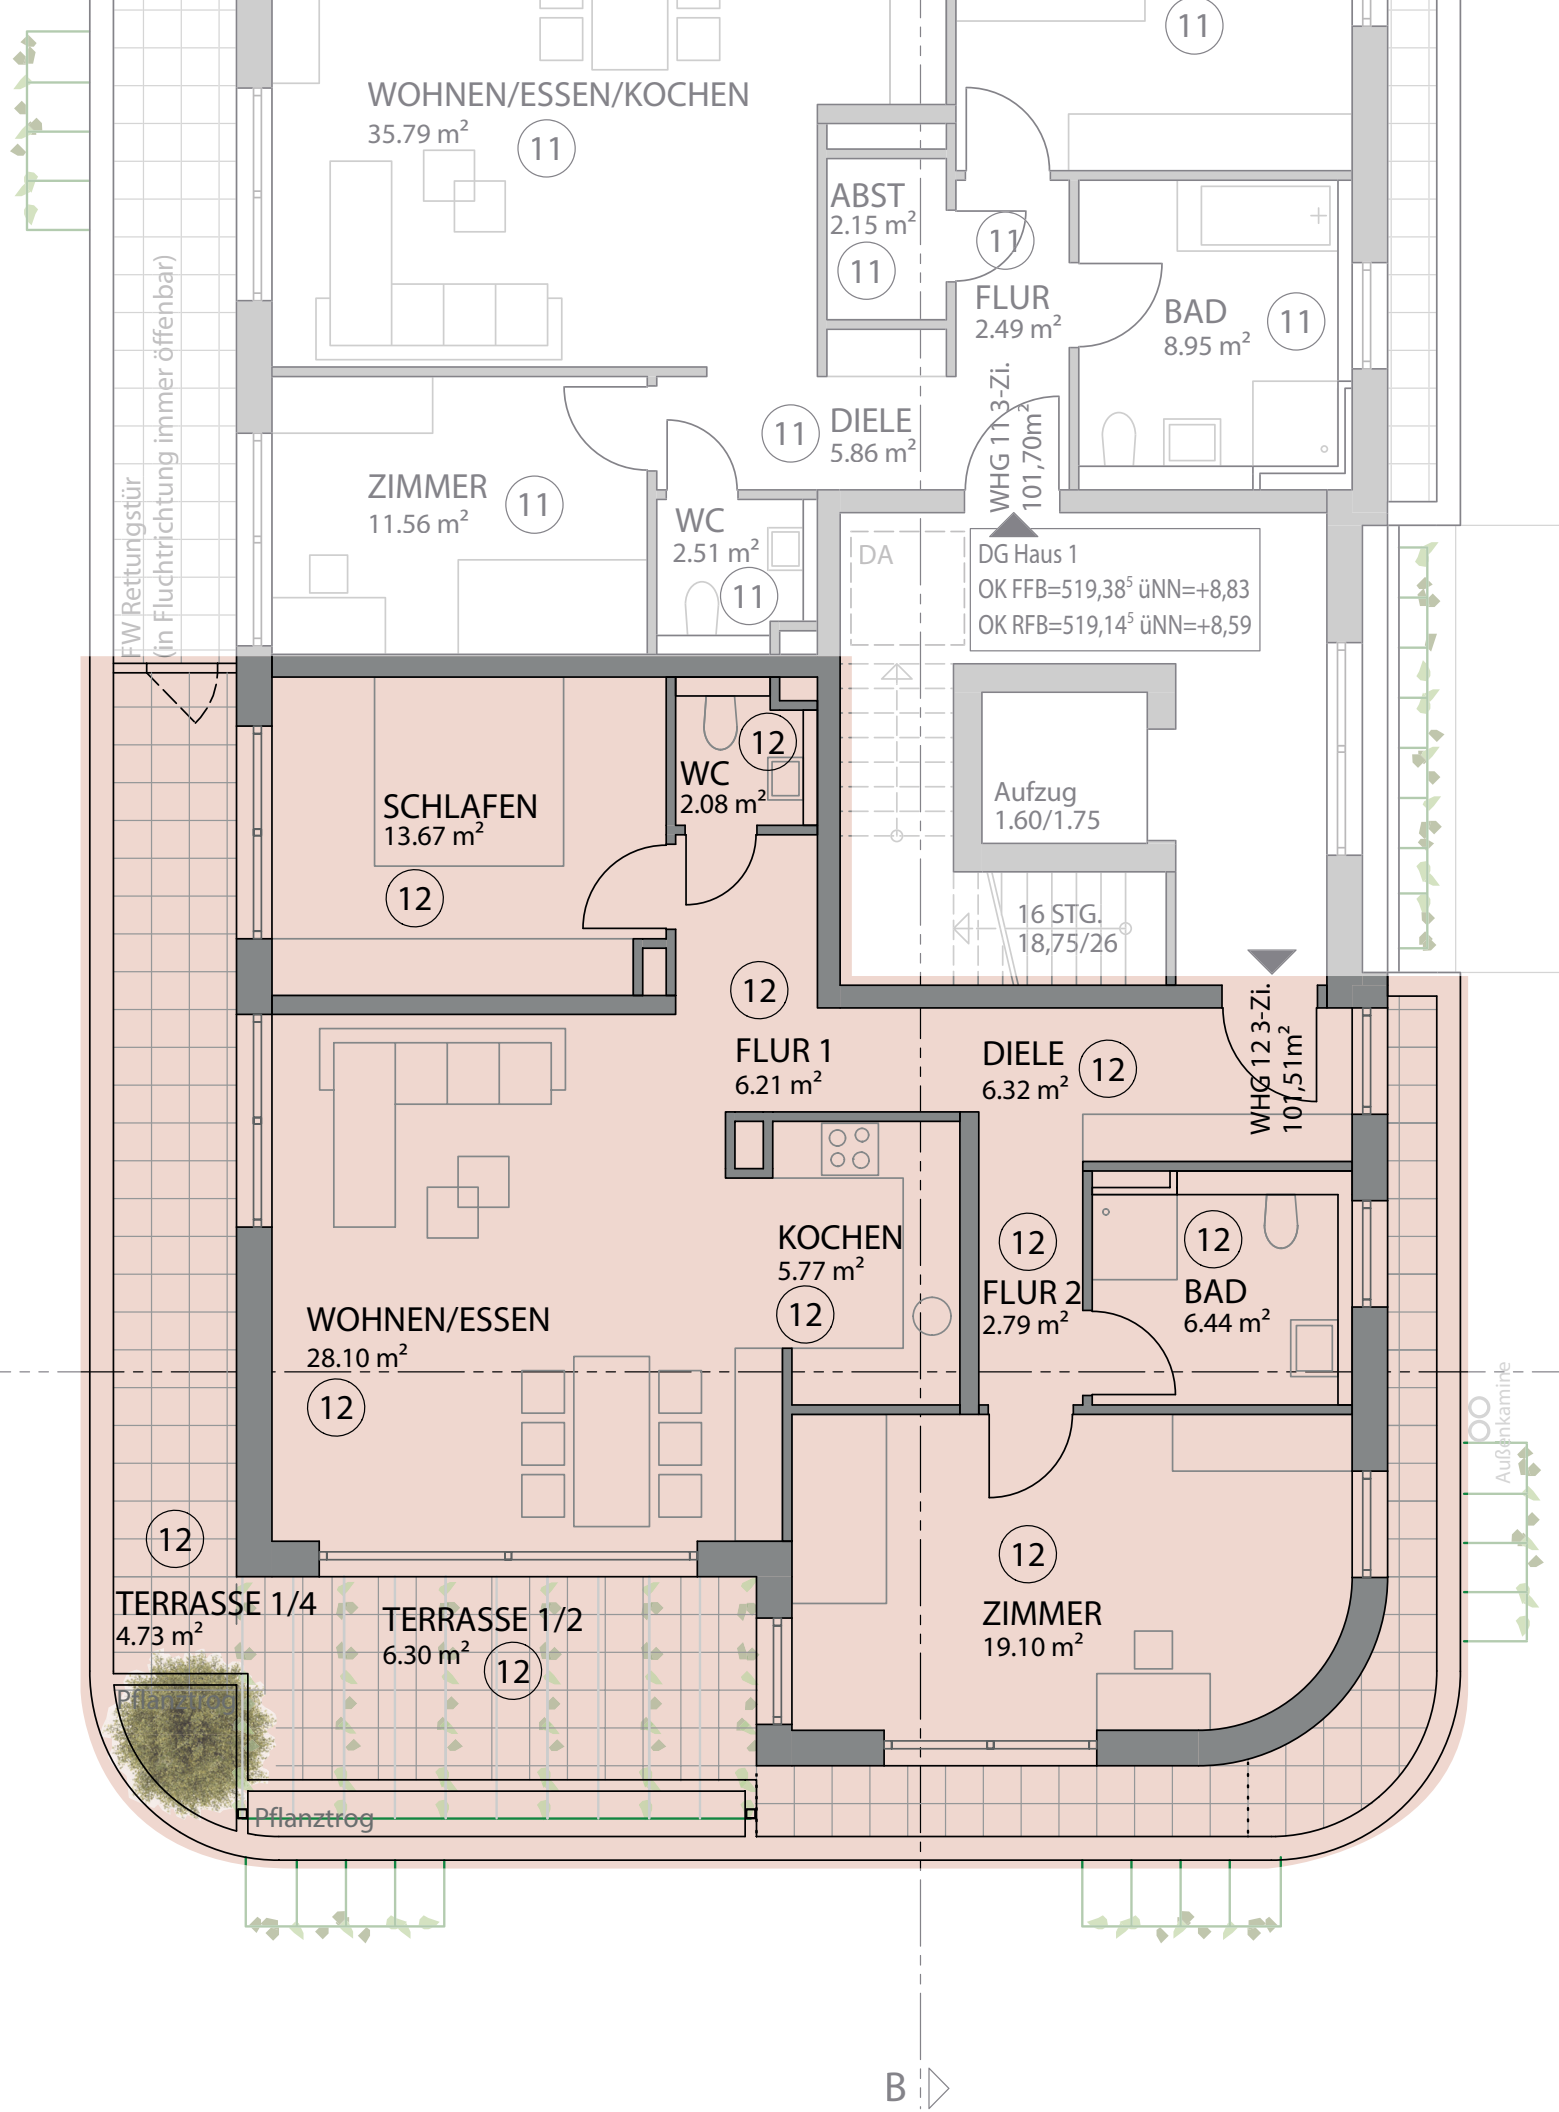 11
WOHNEN/ESSEN/KOCHEN
35.79 m²
11
ABST
2.15 m²
11
11
FLUR
2.49 m²
BAD
8.95 m²
11
FW Rettungstür
(in Fluchtrichtung immer öffenbar)
DIELE
5.86 m²
11
WHG 11 3-Zi.
101,70m²
ZIMMER
11.56 m²
11
WC
2.51 m²
11
DA
DG Haus 1
OK FFB=519,38⁵ üNN=+8,83
OK RFB=519,14⁵ üNN=+8,59
12
WC
2.08 m²
SCHLAFEN
13.67 m²
12
Aufzug
1.60/1.75
16 STG.
18,75/26
12
FLUR 1
6.21 m²
DIELE
6.32 m²
12
WHG 12 3-Zi.
101,51m²
KOCHEN
5.77 m²
12
12
FLUR 2
2.79 m²
12
BAD
6.44 m²
WOHNEN/ESSEN
28.10 m²
12
Außenkamine
12
TERRASSE 1/4
4.73 m²
TERRASSE 1/2
6.30 m²
12
12
ZIMMER
19.10 m²
Pflanztrog
Pflanztrog
B